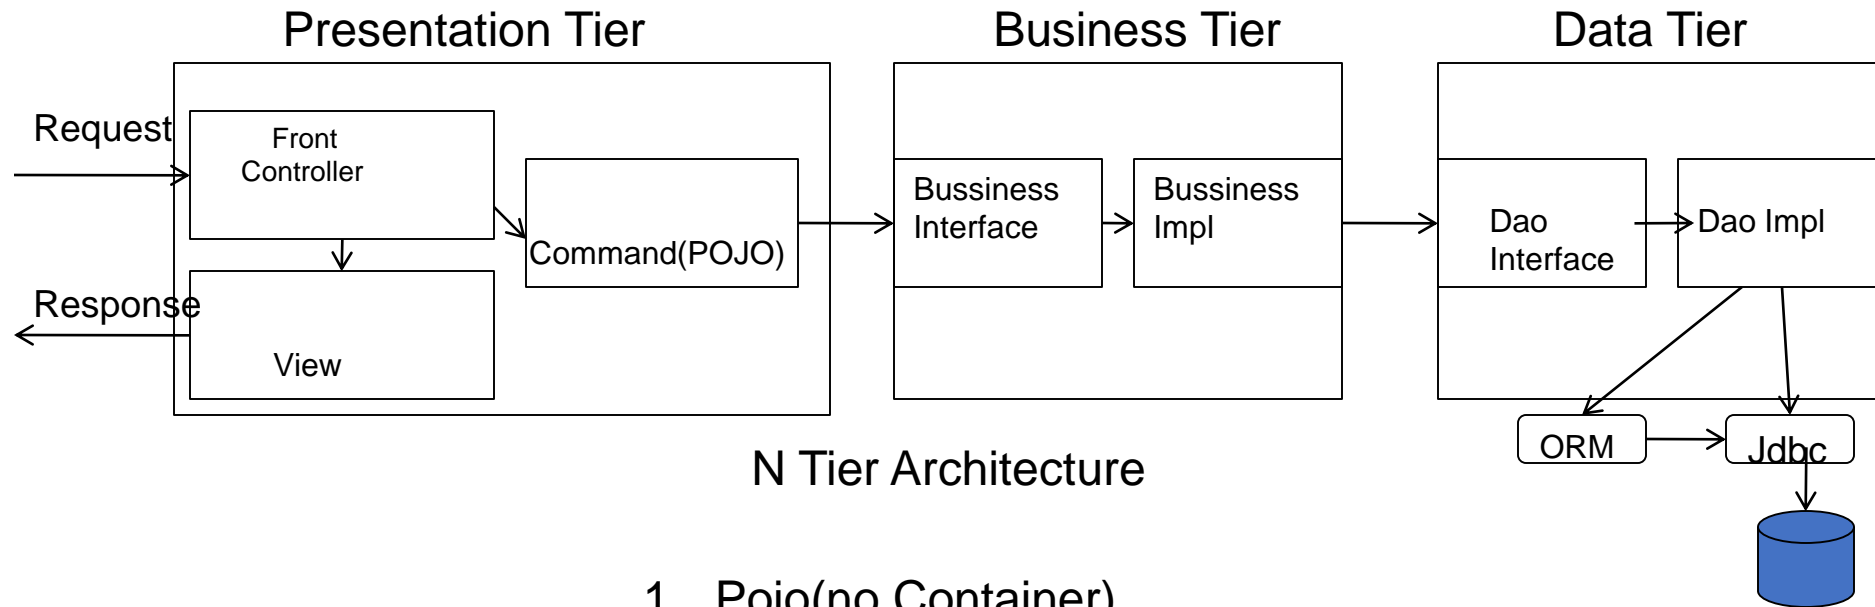 Presentation Tier
Business Tier
Data Tier
Request
Front
Controller
Command(POJO)
Response
View
Bussiness
Interface
Bussiness
Impl
Dao
Interface
Dao Impl
ORM
Jdbc
N Tier Architecture
1 Pojo(no Container)